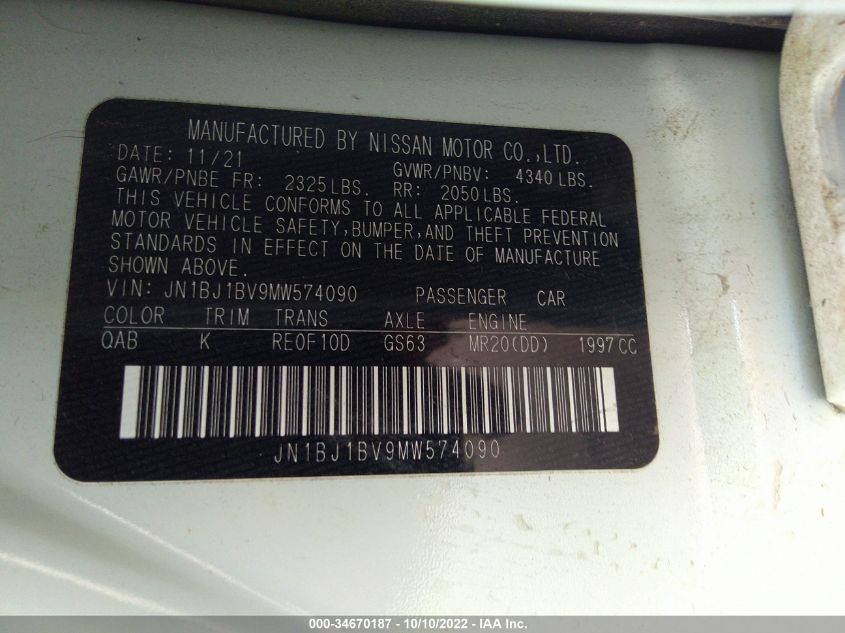 MANUFACTURED BY NISSAN MOTOR CO.,LTD.
DATE: 11/21 GVWR/PNBV: 4340 LBS.
GAWR/PNBE FR: 2325 LBS. RR: 2050 LBS.
THIS VEHICLE CONFORMS TO ALL APPLICABLE FEDERAL
MOTOR VEHICLE SAFETY, BUMPER, AND THEFT PREVENTION
STANDARDS IN EFFECT ON THE DATE OF MANUFACTURE
SHOWN ABOVE.
VIN: JN1BJ1BV9MW574090 PASSENGER CAR
COLOR TRIM TRANS AXLE ENGINE
QAB K RE0F10D GS63 MR20(DD) 1997 CC
JN1BJ1BV9MW574090
000-34670187 - 10/10/2022 - IAA Inc.